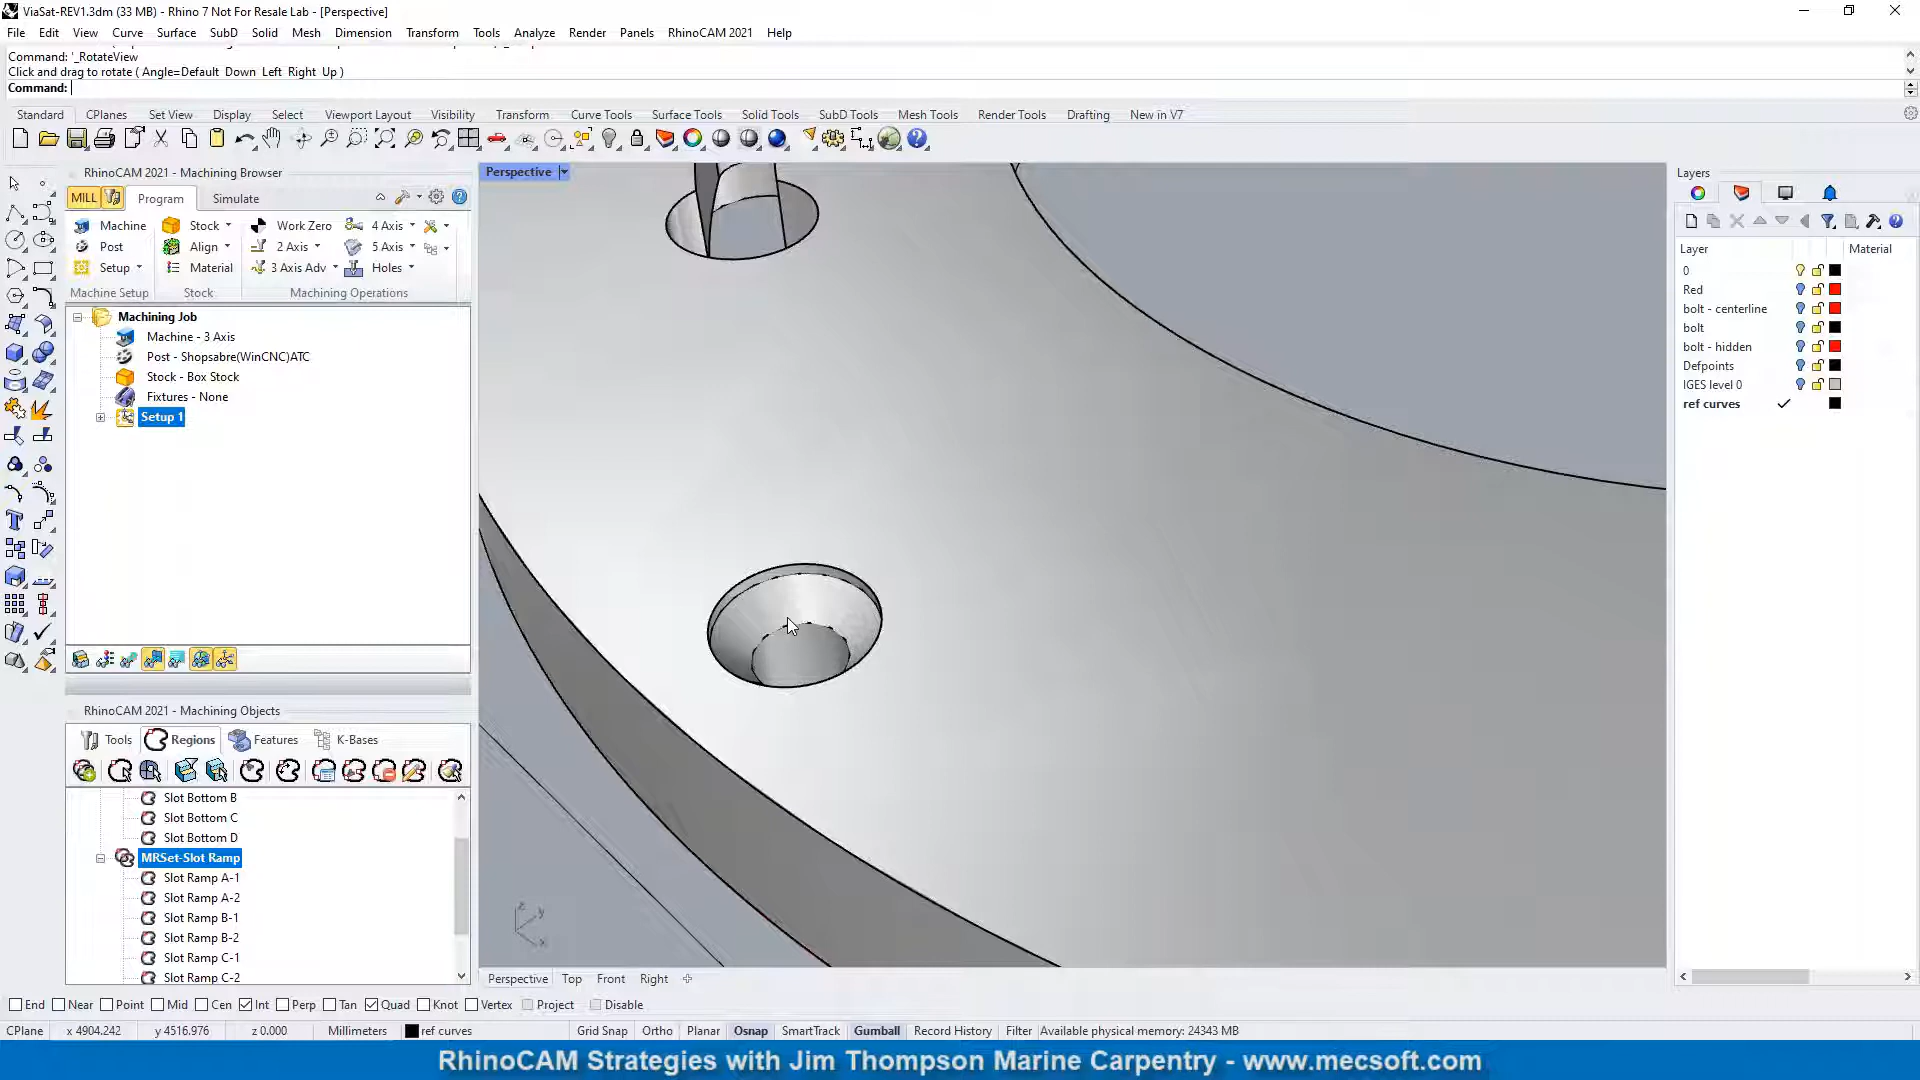 ViaSat-REV1.3dm (33 MB) - Rhino 7 Not For Resale Lab - [Perspective]
File Edit View Curve Surface SubD Solid Mesh Dimension Transform Tools Analyze Render Panels RhinoCAM 2021 Help
Command: '_RotateView
Click and drag to rotate ( Angle=Default Down Left Right Up )
Command:
Standard CPlanes Set View Display Select Viewport Layout Visibility Transform Curve Tools Surface Tools Solid Tools SubD Tools Mesh Tools Render Tools Drafting New in V7
RhinoCAM 2021 - Machining Browser
MILL Program Simulate
Machine Stock Work Zero 4 Axis
Post Align 2 Axis 5 Axis
Setup Material 3 Axis Adv Holes
Machine Setup Stock Machining Operations
Machining Job
Machine - 3 Axis
Post - Shopsabre(WinCNC)ATC
Stock - Box Stock
Fixtures - None
Setup 1
RhinoCAM 2021 - Machining Objects
Tools Regions Features K-Bases
Slot Bottom B
Slot Bottom C
Slot Bottom D
MRSet-Slot Ramp
Slot Ramp A-1
Slot Ramp A-2
Slot Ramp B-1
Slot Ramp B-2
Slot Ramp C-1
Slot Ramp C-2
Perspective
z y
x
Perspective Top Front Right
Layers
Layer Material
0
Red
bolt - centerline
bolt
bolt - hidden
Defpoints
IGES level 0
ref curves
End Near Point Mid Cen Int Perp Tan Quad Knot Vertex Project Disable
CPlane x 4904.242 y 4516.976 z 0.000 Millimeters ref curves Grid Snap Ortho Planar Osnap SmartTrack Gumball Record History Filter Available physical memory: 24343 MB
RhinoCAM Strategies with Jim Thompson Marine Carpentry - www.mecsoft.com